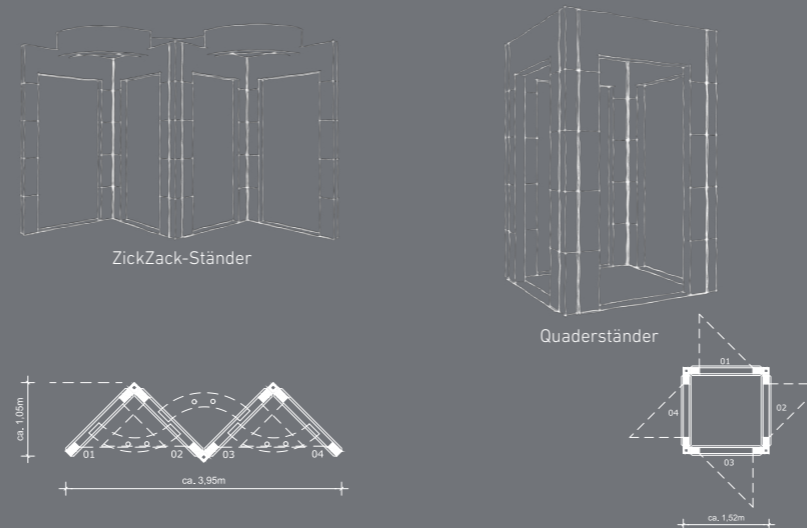 ZickZack-Ständer
Quaderständer
ca. 1,05m
01 02 03 04
ca. 3,95m
01
04 02
03
ca. 1,52m